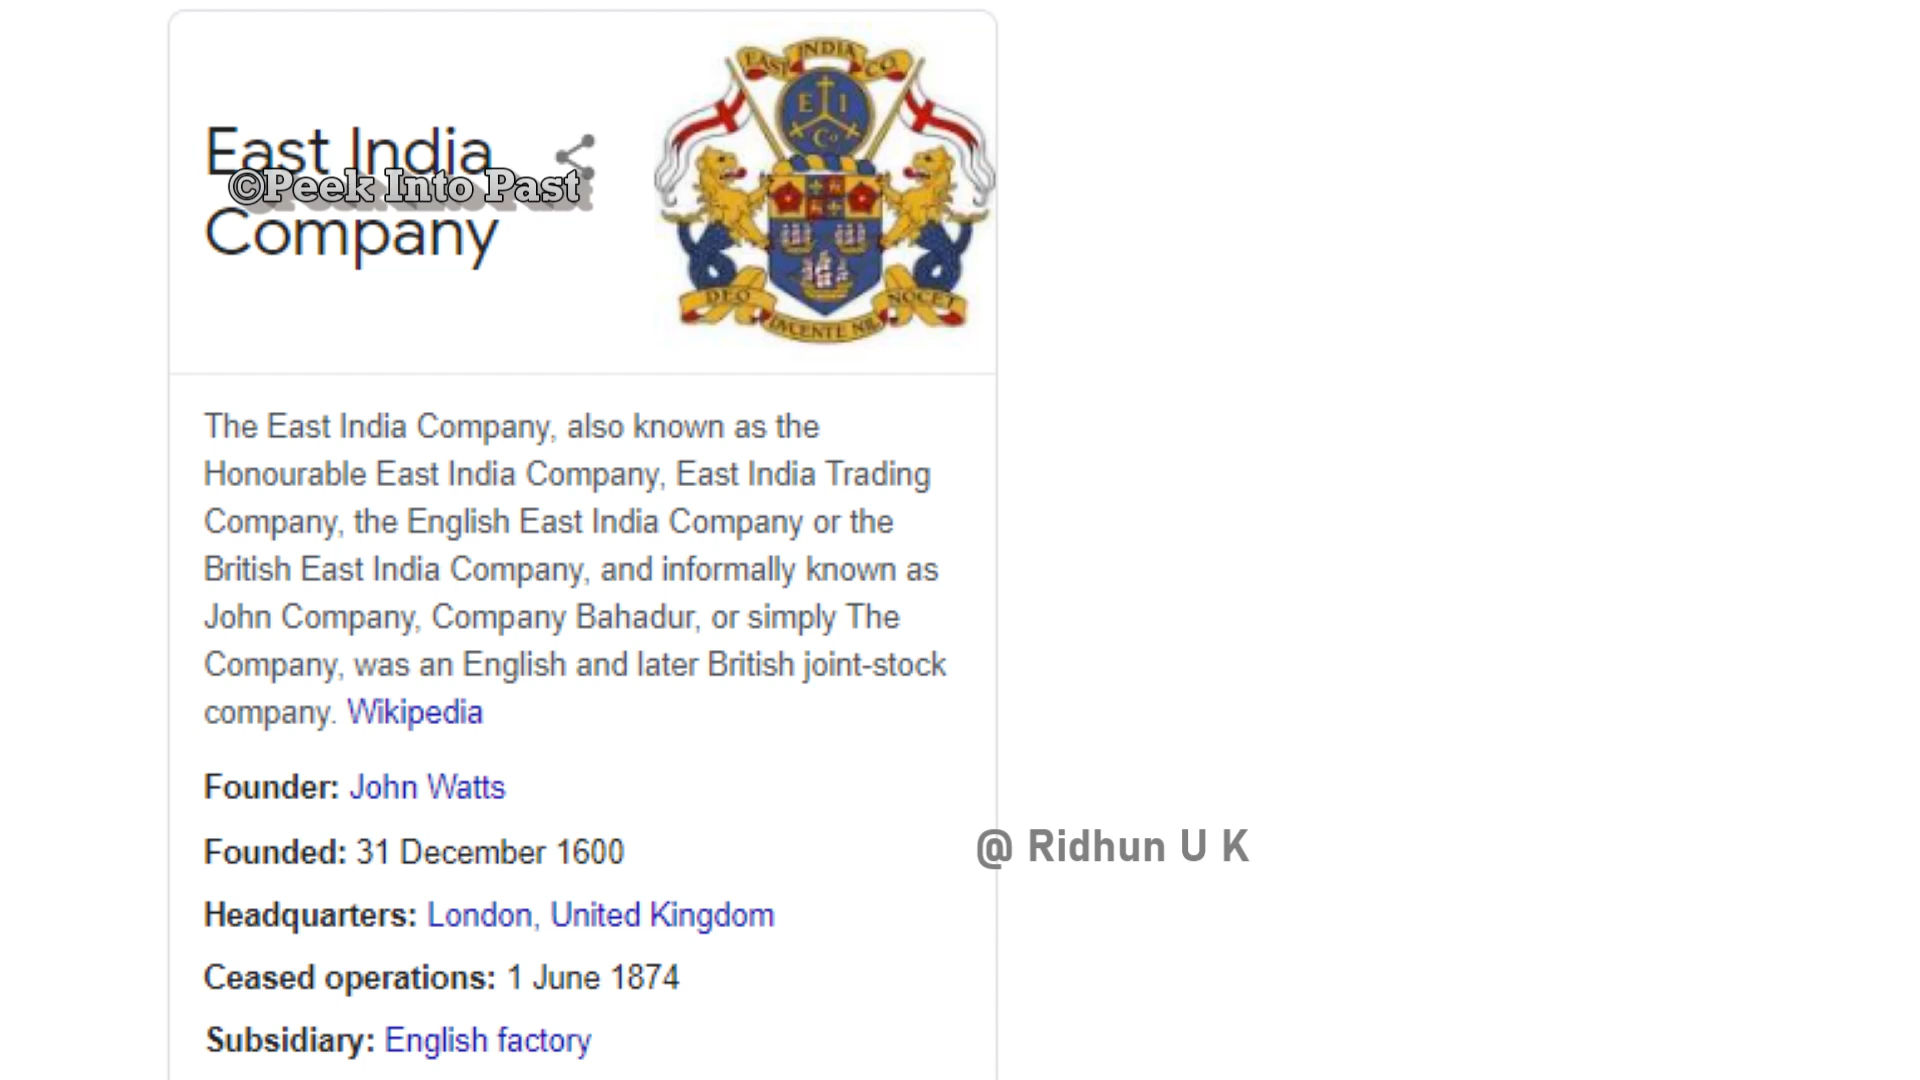 EAST INDIA CO.
E I
Co
East India
©Peek Into Past
Company
DEO
DVCENTE NIL
NOCET
The East India Company, also known as the
Honourable East India Company, East India Trading
Company, the English East India Company or the
British East India Company, and informally known as
John Company, Company Bahadur, or simply The
Company, was an English and later British joint-stock
company. Wikipedia
Founder: John Watts
Founded: 31 December 1600
@ Ridhun U K
Headquarters: London, United Kingdom
Ceased operations: 1 June 1874
Subsidiary: English factory